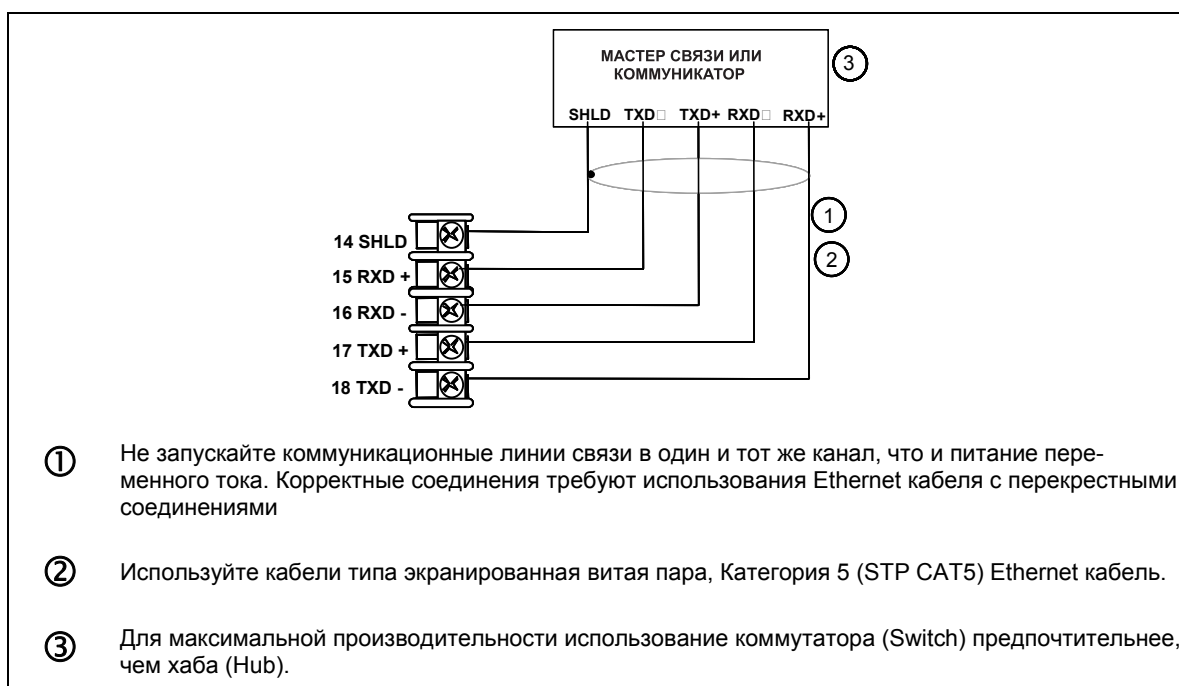 МАСТЕР СВЯЗИ ИЛИ
КОММУНИКАТОР
3
SHLD TXD□ TXD+ RXD□ RXD+
1
2
14 SHLD
15 RXD +
16 RXD -
17 TXD +
18 TXD -
① Не запускайте коммуникационные линии связи в один и тот же канал, что и питание пере-
менного тока. Корректные соединения требуют использования Ethernet кабеля с перекрестными
соединениями
② Используйте кабели типа экранированная витая пара, Категория 5 (STP CAT5) Ethernet кабель.
③ Для максимальной производительности использование коммутатора (Switch) предпочтительнее,
чем хаба (Hub).